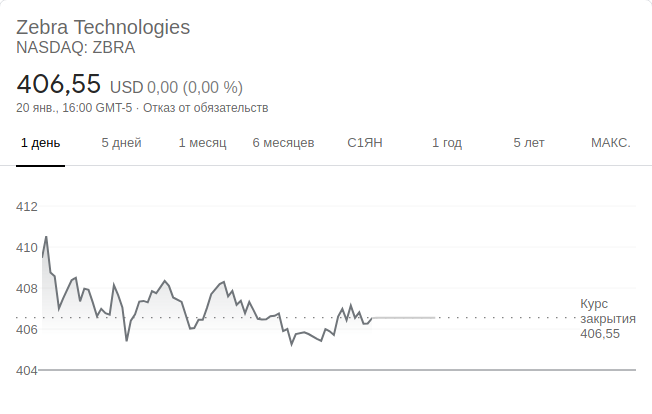 Zebra Technologies
NASDAQ: ZBRA
406,55 USD 0,00 (0,00 %)
20 янв., 16:00 GMT-5 · Отказ от обязательств
1 день 5 дней 1 месяц 6 месяцев С1ЯН 1 год 5 лет МАКС.
412
410
408
406
404
Курс
закрытия
406,55